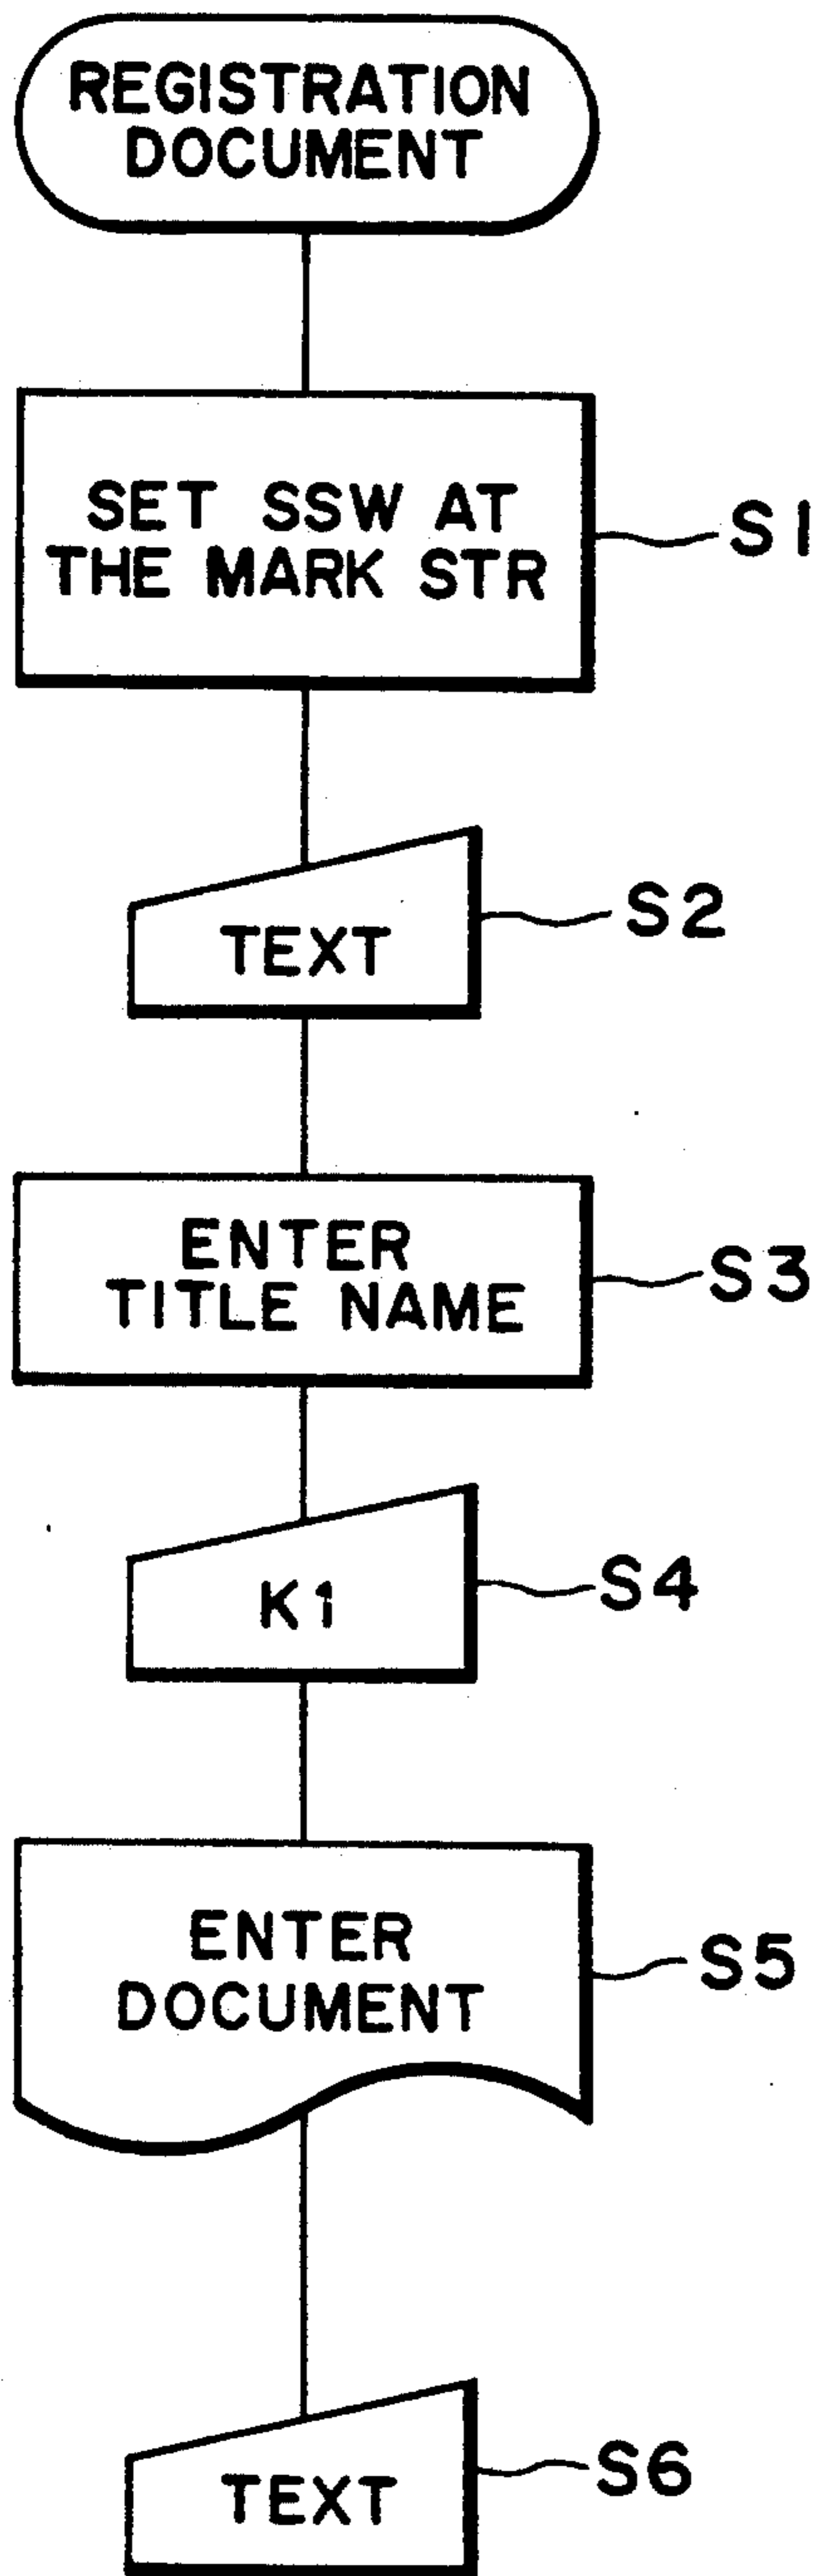 REGISTRATION
DOCUMENT
SET SSW AT
THE MARK STR
S1
TEXT
S2
ENTER
TITLE NAME
S3
K1
S4
ENTER
DOCUMENT
S5
TEXT
S6